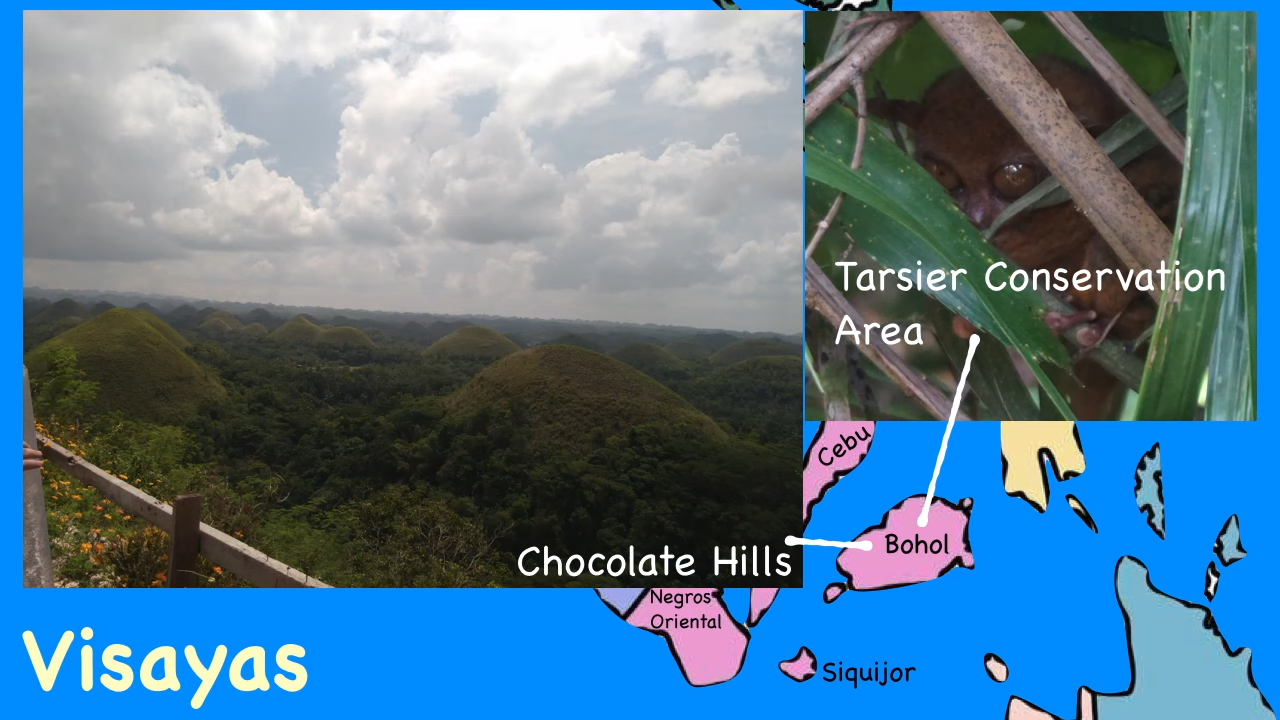 Tarsier Conservation
Area
Cebu
Bohol
Chocolate Hills
Negros
Oriental
Visayas
Siquijor